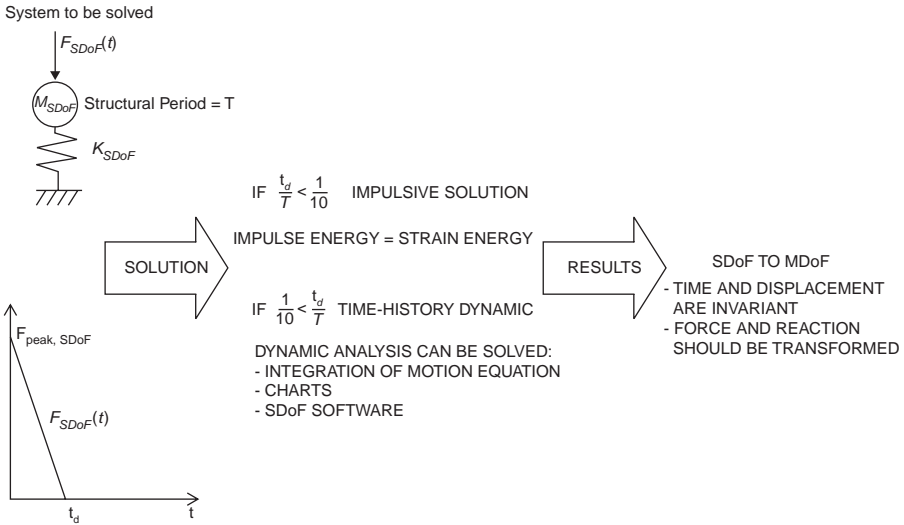 System to be solved
F_SDoF(t)
M_SDoF Structural Period = T
K_SDoF
F_peak, SDoF
F_SDoF(t)
t_d t
SOLUTION
IF t_d/T < 1/10 IMPULSIVE SOLUTION
IMPULSE ENERGY = STRAIN ENERGY
IF 1/10 < t_d/T TIME-HISTORY DYNAMIC
DYNAMIC ANALYSIS CAN BE SOLVED:
- INTEGRATION OF MOTION EQUATION
- CHARTS
- SDoF SOFTWARE
RESULTS
SDoF TO MDoF
- TIME AND DISPLACEMENT
ARE INVARIANT
- FORCE AND REACTION
SHOULD BE TRANSFORMED